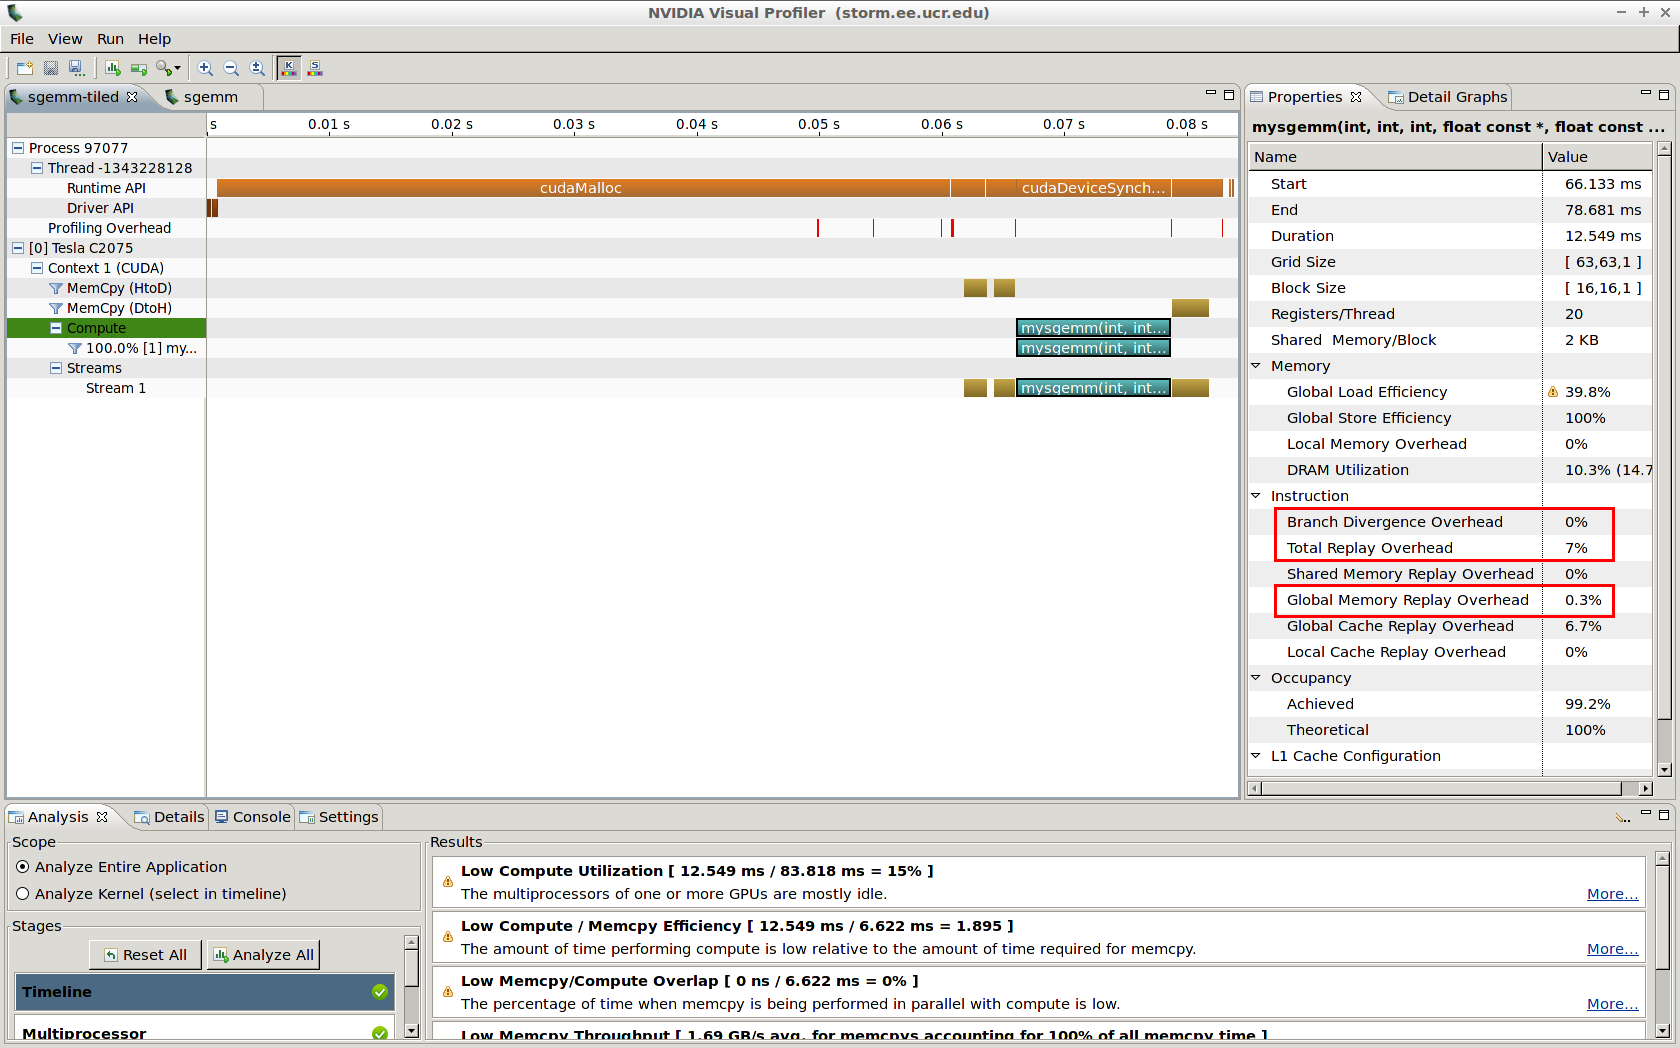 NVIDIA Visual Profiler (storm.ee.ucr.edu)
File View Run Help
sgemm-tiled sgemm
s 0.01 s 0.02 s 0.03 s 0.04 s 0.05 s 0.06 s 0.07 s 0.08 s
Process 97077
Thread -1343228128
Runtime API cudaMalloc cudaDeviceSynch...
Driver API
Profiling Overhead
[0] Tesla C2075
Context 1 (CUDA)
MemCpy (HtoD)
MemCpy (DtoH)
Compute mysgemm(int, int...
100.0% [1] my... mysgemm(int, int...
Streams
Stream 1 mysgemm(int, int...
Properties Detail Graphs
mysgemm(int, int, int, float const *, float const ...
Name Value
Start 66.133 ms
End 78.681 ms
Duration 12.549 ms
Grid Size [ 63,63,1 ]
Block Size [ 16,16,1 ]
Registers/Thread 20
Shared Memory/Block 2 KB
Memory
Global Load Efficiency 39.8%
Global Store Efficiency 100%
Local Memory Overhead 0%
DRAM Utilization 10.3% (14.7
Instruction
Branch Divergence Overhead 0%
Total Replay Overhead 7%
Shared Memory Replay Overhead 0%
Global Memory Replay Overhead 0.3%
Global Cache Replay Overhead 6.7%
Local Cache Replay Overhead 0%
Occupancy
Achieved 99.2%
Theoretical 100%
L1 Cache Configuration
Analysis Details Console Settings
Scope
Analyze Entire Application
Analyze Kernel (select in timeline)
Stages
Reset All Analyze All
Timeline
Multiprocessor
Results
Low Compute Utilization [ 12.549 ms / 83.818 ms = 15% ]
The multiprocessors of one or more GPUs are mostly idle. More...
Low Compute / Memcpy Efficiency [ 12.549 ms / 6.622 ms = 1.895 ]
The amount of time performing compute is low relative to the amount of time required for memcpy. More...
Low Memcpy/Compute Overlap [ 0 ns / 6.622 ms = 0% ]
The percentage of time when memcpy is being performed in parallel with compute is low. More...
Low Memcpy Throughput [ 1.69 GB/s avg, for memcpys accounting for 100% of all memcpy time ]